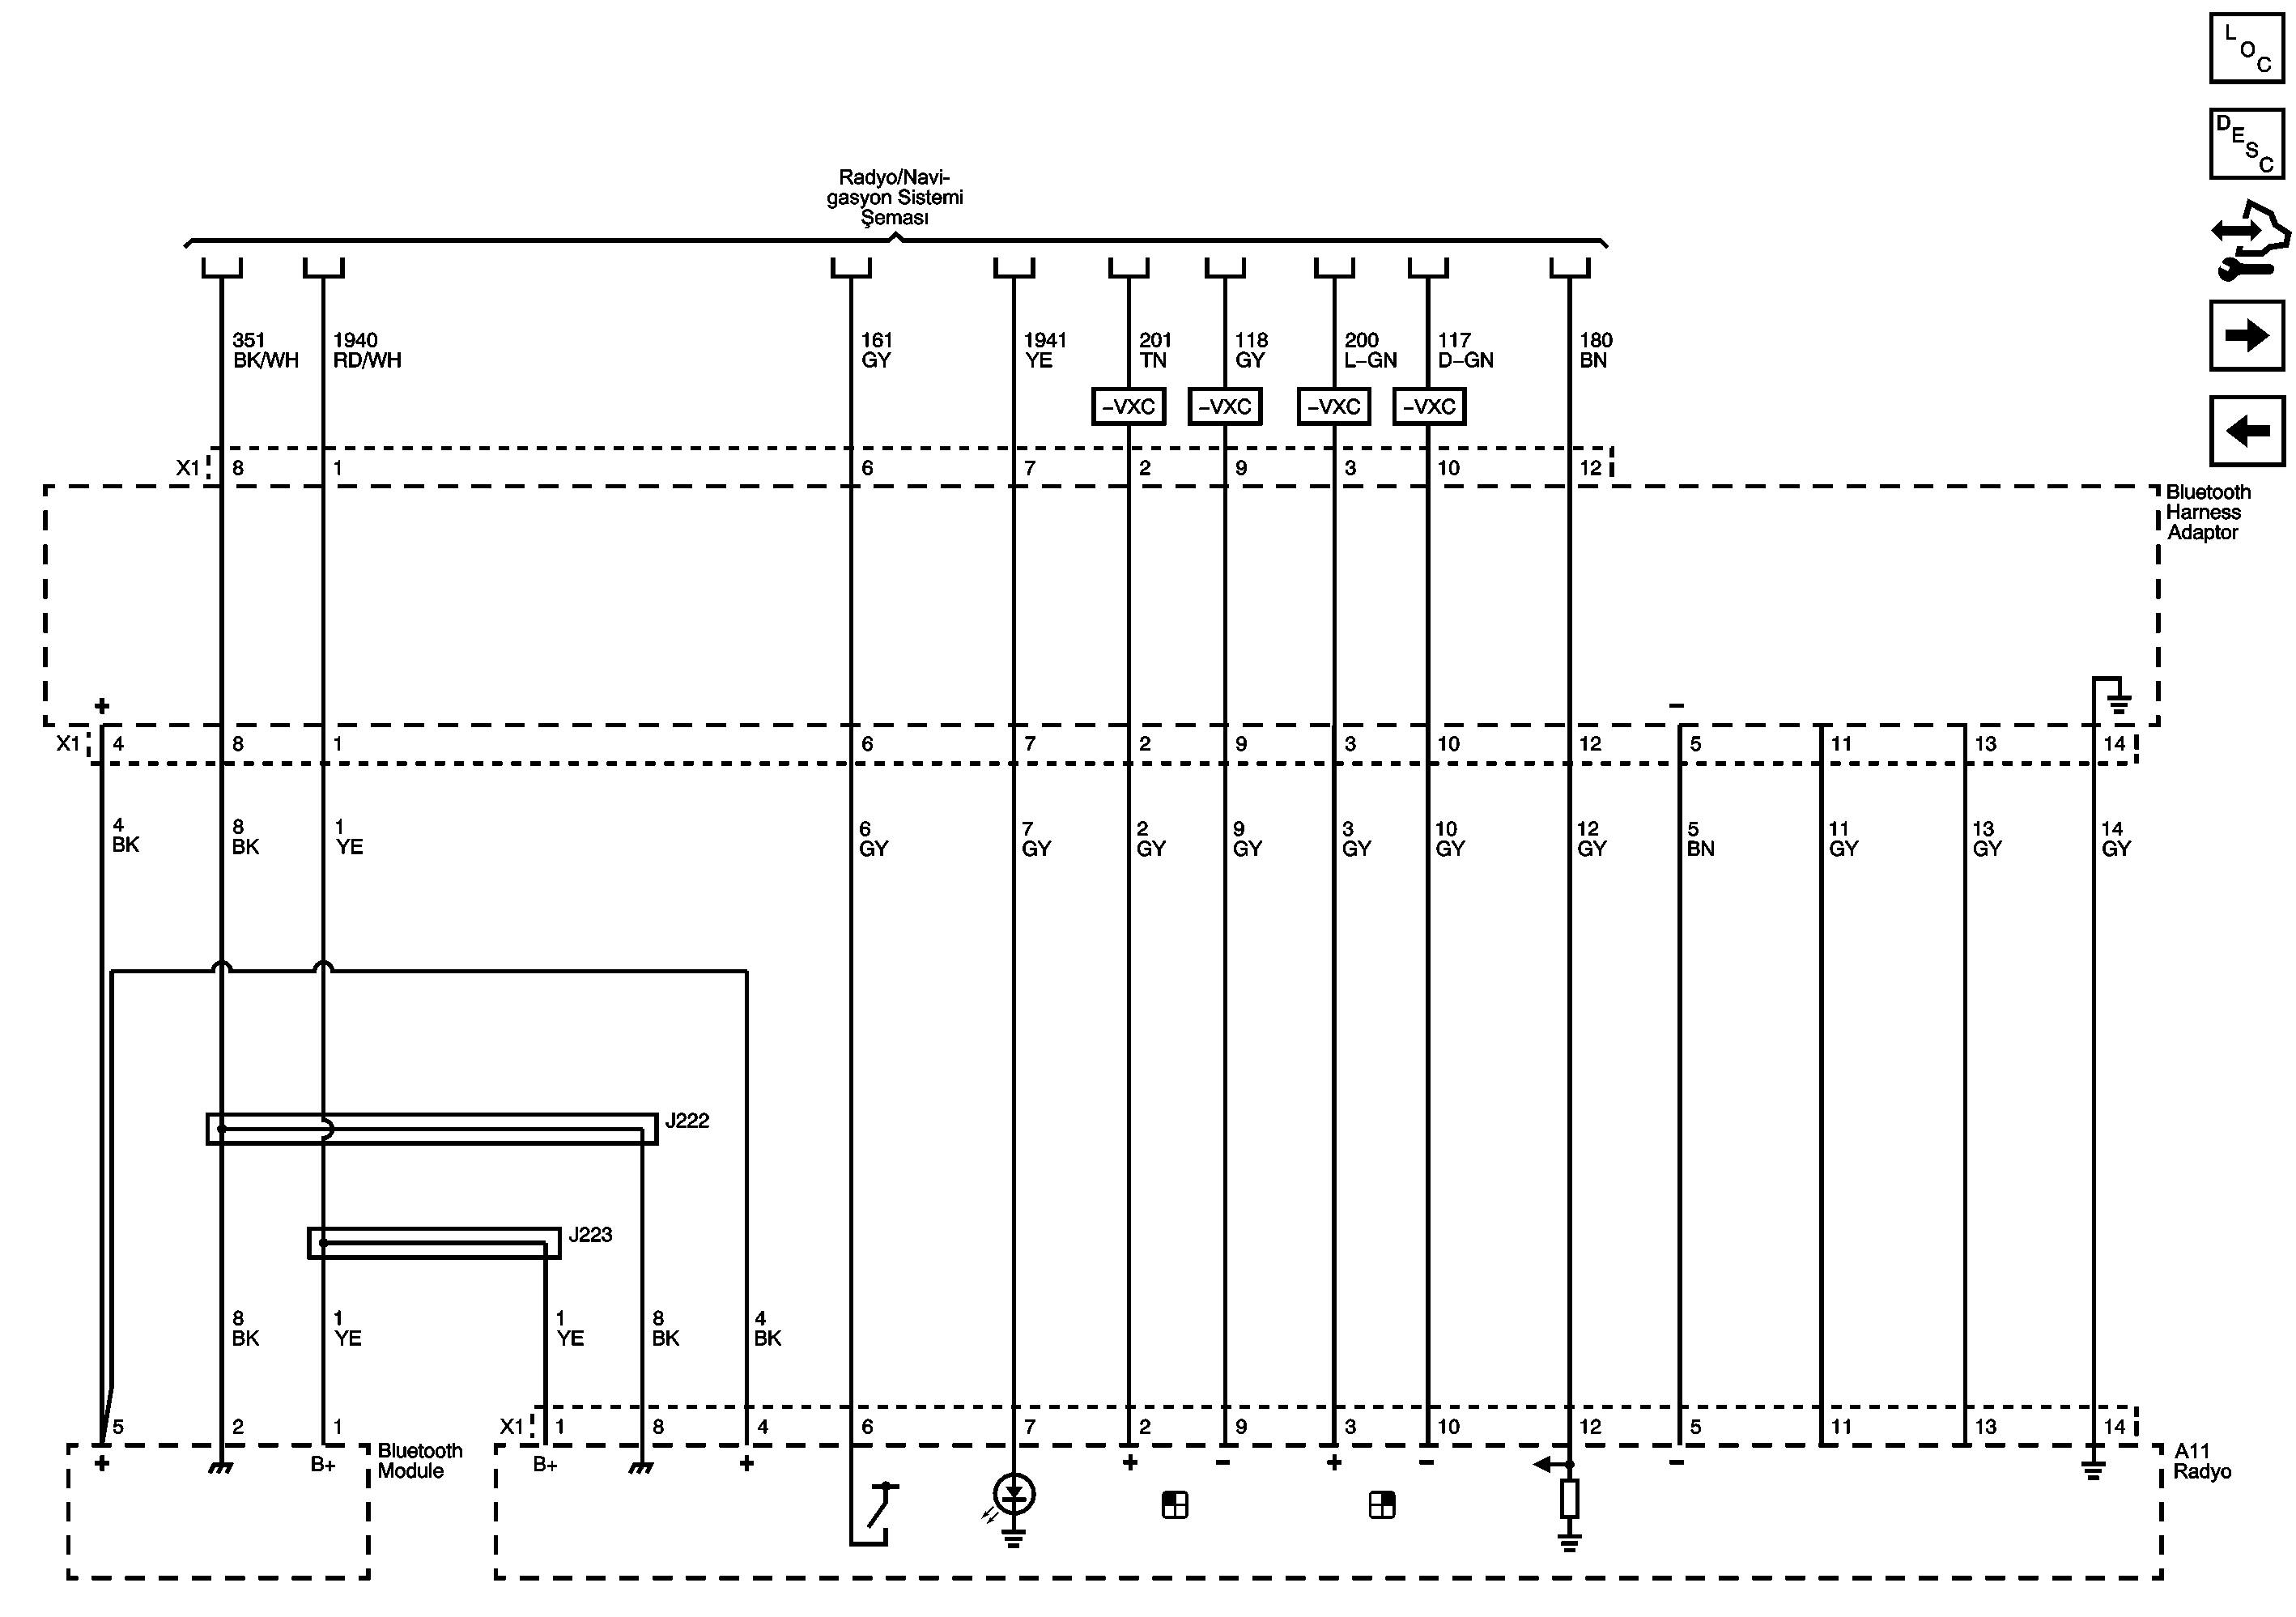 L
O
C
D
E
S
C
Radyo/Navi-
gasyon Sistemi
Şeması
351
BK/WH
1940
RD/WH
161
GY
1941
YE
201
TN
118
GY
200
L–GN
117
D–GN
180
BN
–VXC
–VXC
–VXC
–VXC
X1 8 1 6 7 2 9 3 10 12
Bluetooth
Harness
Adaptor
+
–
X1 4 8 1 6 7 2 9 3 10 12 5 11 13 14
4
BK
8
BK
1
YE
6
GY
7
GY
2
GY
9
GY
3
GY
10
GY
12
GY
5
BN
11
GY
13
GY
14
GY
J222
J223
8
BK
1
YE
1
YE
8
BK
4
BK
5 2 1
X1 1 8 4 6 7 2 9 3 10 12 5 11 13 14
+
B+
Bluetooth
Module
B+
+
+
–
+
–
–
A11
Radyo